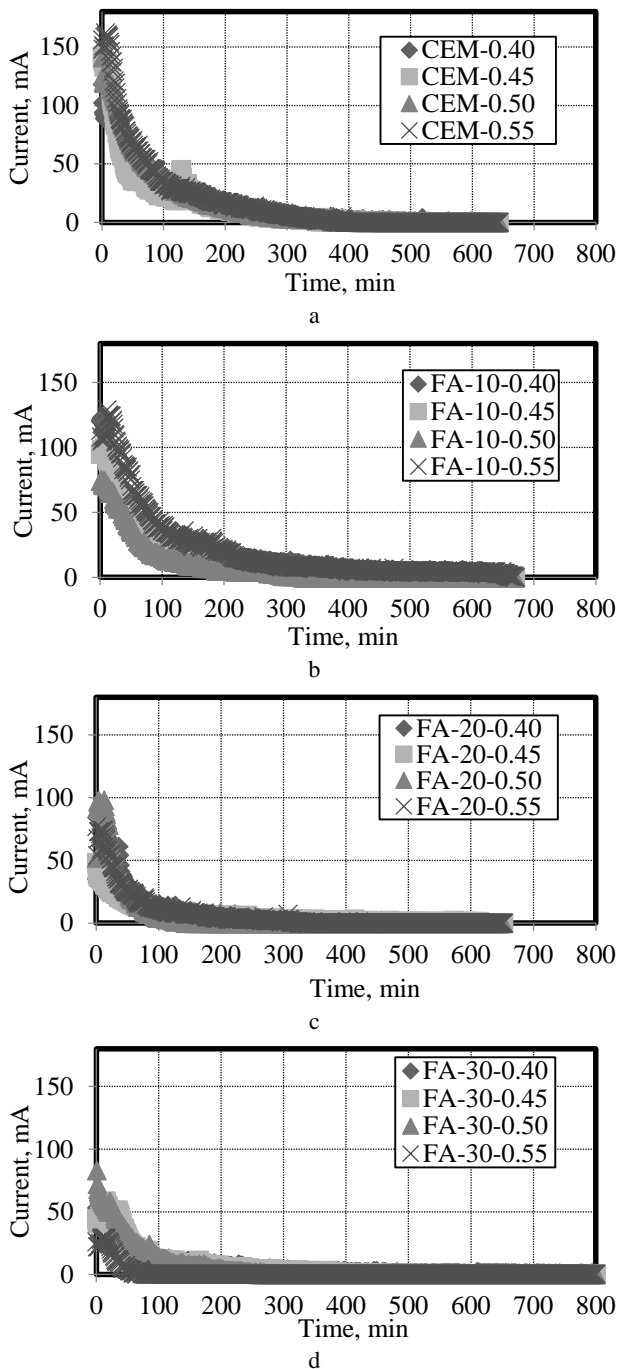 150
100
50
0
Current, mA
CEM-0.40
CEM-0.45
CEM-0.50
CEM-0.55
0 100 200 300 400 500 600 700 800
Time, min
a
150
100
50
0
Current, mA
FA-10-0.40
FA-10-0.45
FA-10-0.50
FA-10-0.55
0 100 200 300 400 500 600 700 800
Time, min
b
150
100
50
0
Current, mA
FA-20-0.40
FA-20-0.45
FA-20-0.50
FA-20-0.55
0 100 200 300 400 500 600 700 800
Time, min
c
150
100
50
0
Current, mA
FA-30-0.40
FA-30-0.45
FA-30-0.50
FA-30-0.55
0 100 200 300 400 500 600 700 800
Time, min
d